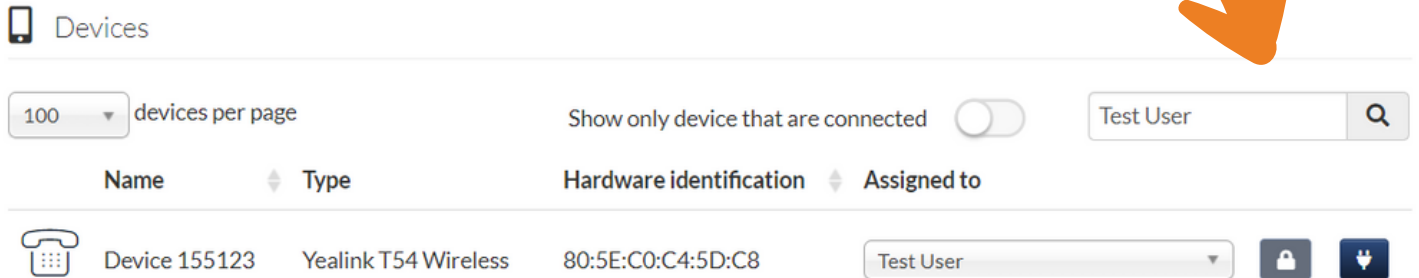 Devices
100 devices per page Show only device that are connected Test User
Name Type Hardware identification Assigned to
Device 155123 Yealink T54 Wireless 80:5E:C0:C4:5D:C8 Test User